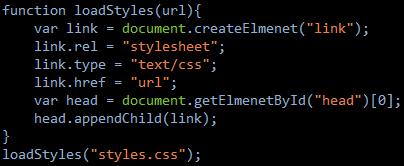 function loadStyles(url){
var link = document.createElmenet("link");
link.rel = "stylesheet";
link.type = "text/css";
link.href = "url";
var head = document.getElmenetById("head")[0];
head.appendChild(link);
}
loadStyles("styles.css");